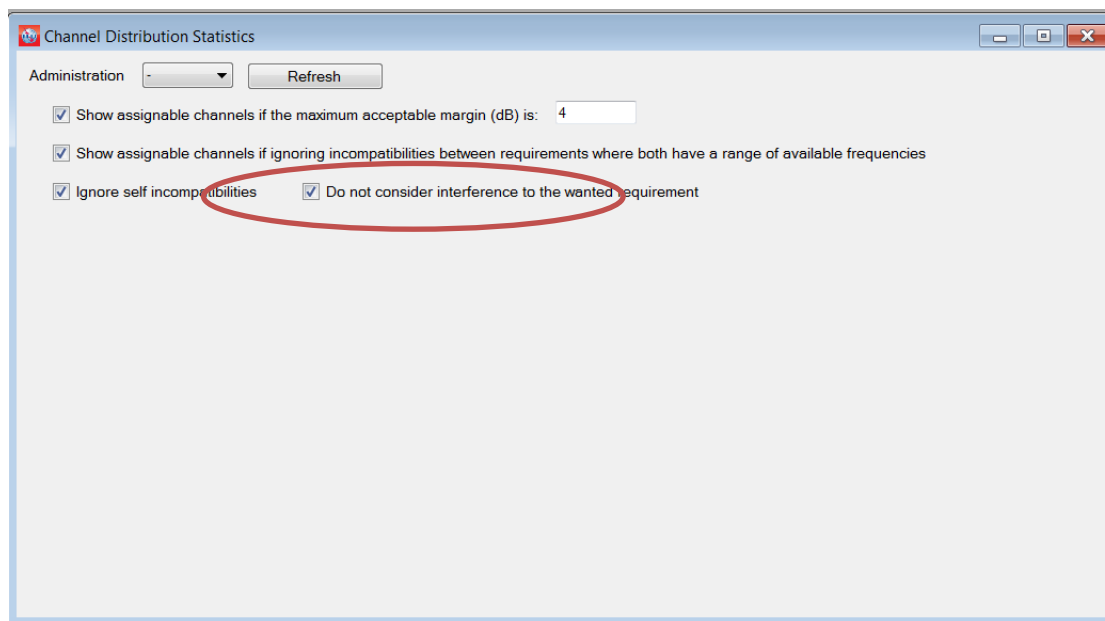 Channel Distribution Statistics
Administration - Refresh
Show assignable channels if the maximum acceptable margin (dB) is: 4
Show assignable channels if ignoring incompatibilities between requirements where both have a range of available frequencies
Ignore self incompatibilities Do not consider interference to the wanted requirement